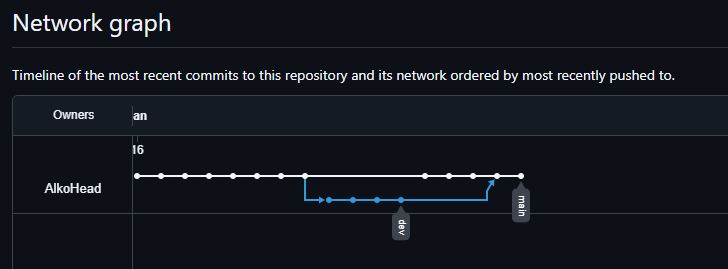 Network graph
Timeline of the most recent commits to this repository and its network ordered by most recently pushed to.
Owners
an
16
AlkoHead
dev
main